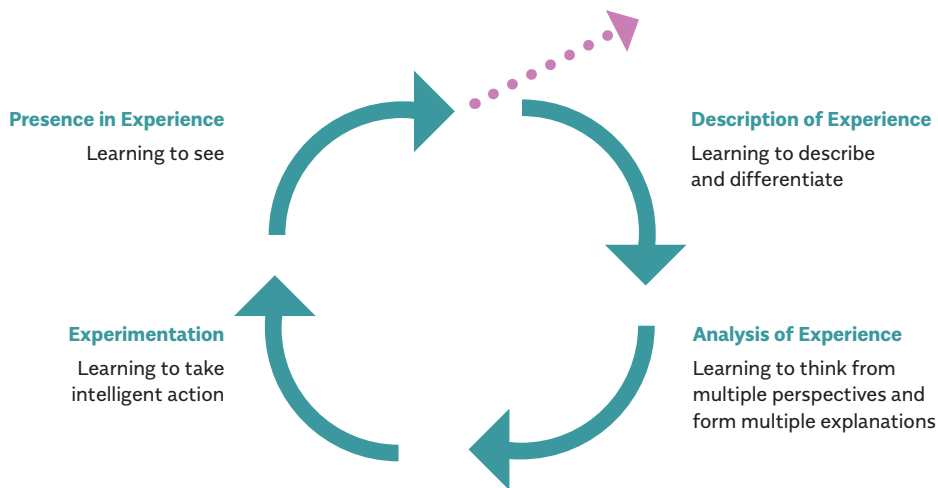 Presence in Experience
Learning to see
Description of Experience
Learning to describe
and differentiate
Experimentation
Learning to take
intelligent action
Analysis of Experience
Learning to think from
multiple perspectives and
form multiple explanations